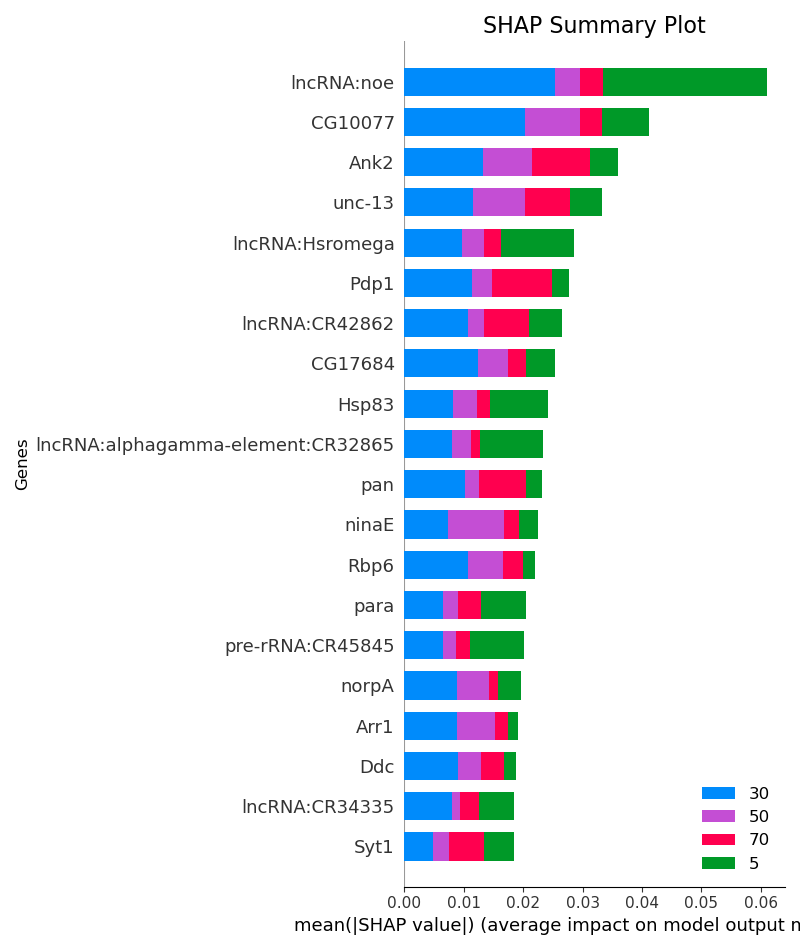 SHAP Summary Plot
lncRNA:noe
CG10077
Ank2
unc-13
lncRNA:Hsromega
Pdp1
lncRNA:CR42862
CG17684
Hsp83
lncRNA:alphagamma-element:CR32865
pan
ninaE
Rbp6
para
pre-rRNA:CR45845
norpA
Arr1
Ddc
lncRNA:CR34335
Syt1
Genes
30
50
70
5
0.00 0.01 0.02 0.03 0.04 0.05 0.06
mean(|SHAP value|) (average impact on model output n